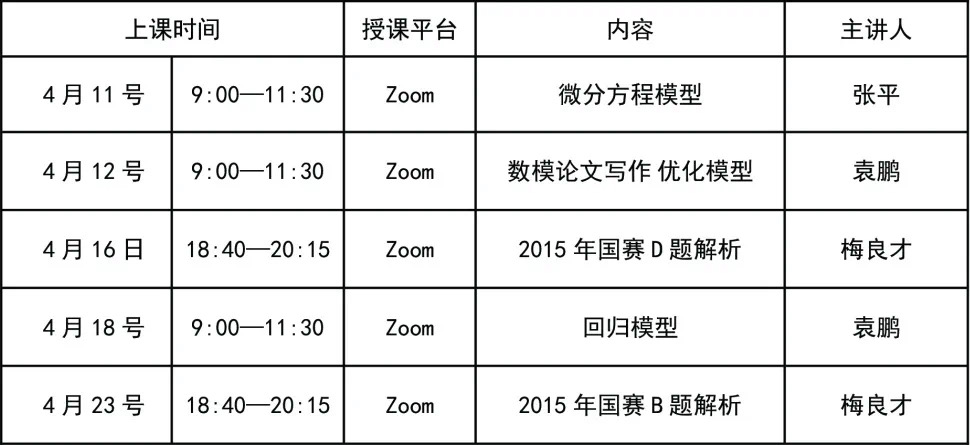 上课时间 授课平台 内容 主讲人
4月11号 9:00—11:30 Zoom 微分方程模型 张平
4月12号 9:00—11:30 Zoom 数模论文写作 优化模型 袁鹏
4月16日 18:40—20:15 Zoom 2015年国赛D题解析 梅良才
4月18号 9:00—11:30 Zoom 回归模型 袁鹏
4月23号 18:40—20:15 Zoom 2015年国赛B题解析 梅良才